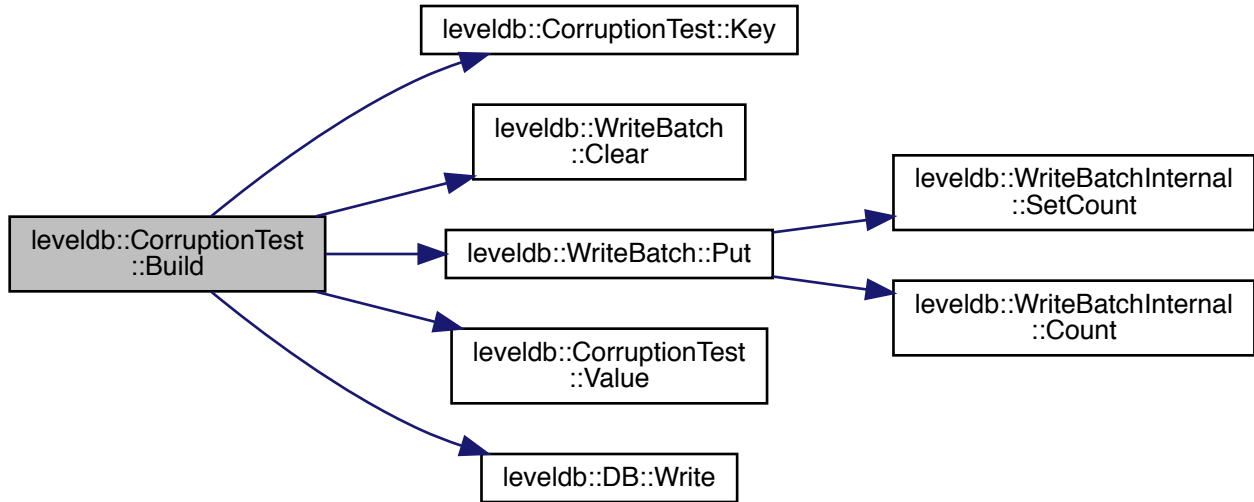 leveldb::CorruptionTest::Key
leveldb::WriteBatch
::Clear
leveldb::WriteBatchInternal
::SetCount
leveldb::CorruptionTest
::Build
leveldb::WriteBatch::Put
leveldb::WriteBatchInternal
::Count
leveldb::CorruptionTest
::Value
leveldb::DB::Write